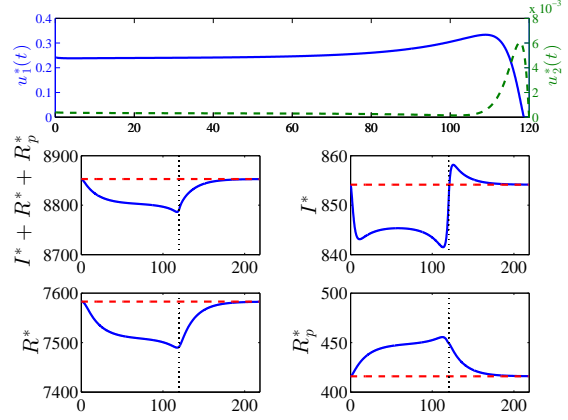 0.4 0.3 0.2 0.1 0
u₁*(t)
x 10⁻³
8 6 4 2 0
u₂*(t)
0 20 40 60 80 100 120
8900 8800 8700
I* + R* + Rₚ*
0 100 200
860 850 840
I*
0 100 200
7600 7500 7400
R*
0 100 200
500 450 400
Rₚ*
0 100 200